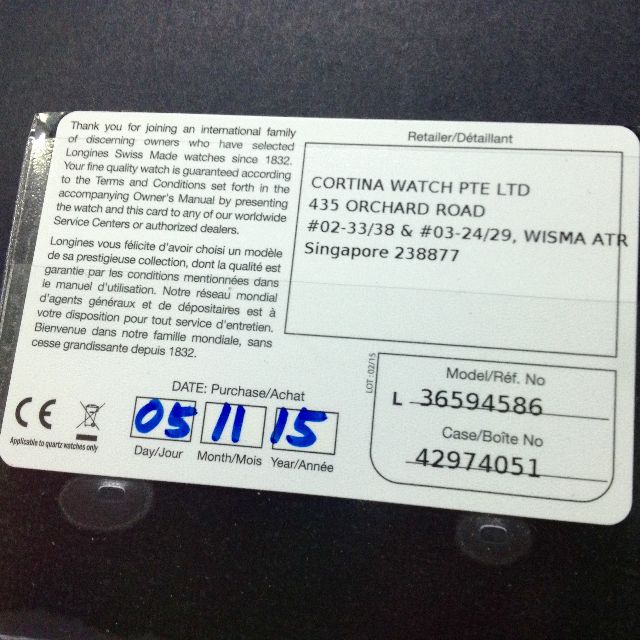 Thank you for joining an international family
of discerning owners who have selected
Longines Swiss Made watches since 1832.
Your fine quality watch is guaranteed according
to the Terms and Conditions set forth in the
accompanying Owner's Manual by presenting
the watch and this card to any of our worldwide
Service Centers or authorized dealers.
Longines vous félicite d'avoir choisi un modèle
de sa prestigieuse collection, dont la qualité est
garantie par les conditions mentionnées dans
le manuel d'utilisation. Notre réseau mondial
d'agents généraux et de dépositaires est à
votre disposition pour tout service d'entretien.
Bienvenue dans notre famille mondiale, sans
cesse grandissante depuis 1832.
Retailer/Détaillant
CORTINA WATCH PTE LTD
435 ORCHARD ROAD
#02-33/38 & #03-24/29, WISMA ATR
Singapore 238877
LOT: 02/15
Model/Réf. No
L 36594586
Case/Boîte No
42974051
DATE: Purchase/Achat
05 11 15
Day/Jour Month/Mois Year/Année
CE
Applicable to quartz watches only